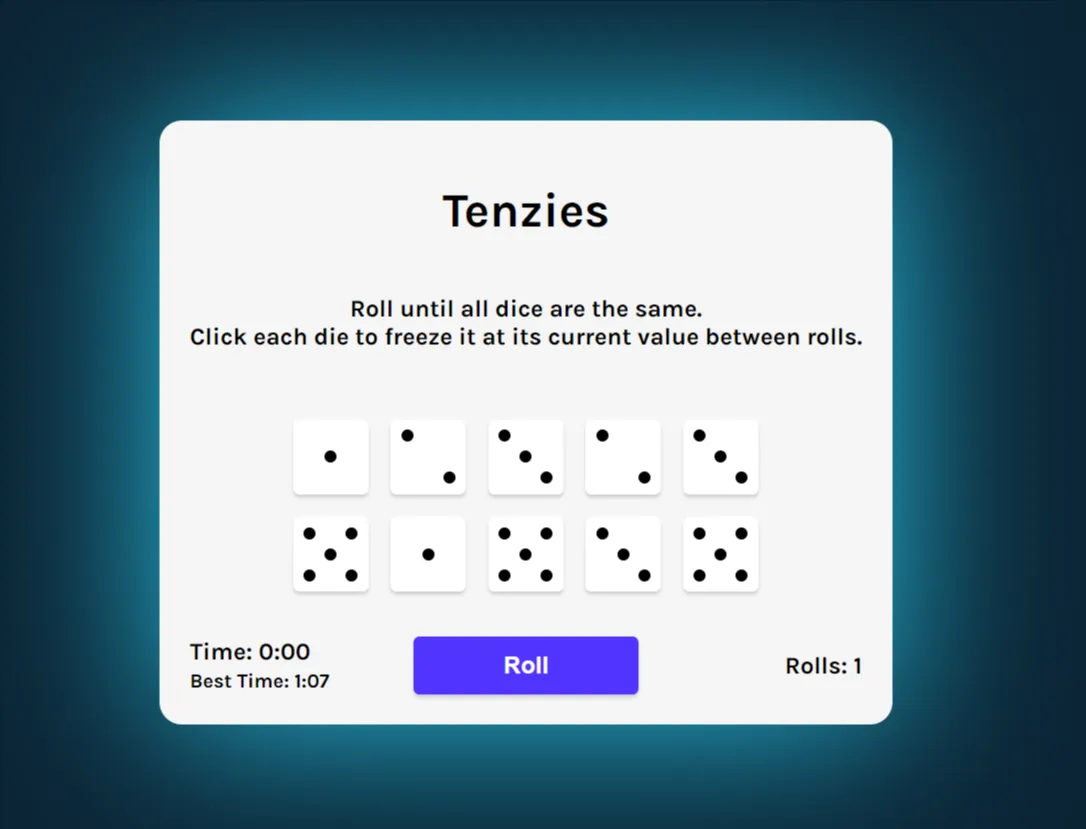 Tenzies
Roll until all dice are the same.
Click each die to freeze it at its current value between rolls.
Time: 0:00
Best Time: 1:07
Roll
Rolls: 1